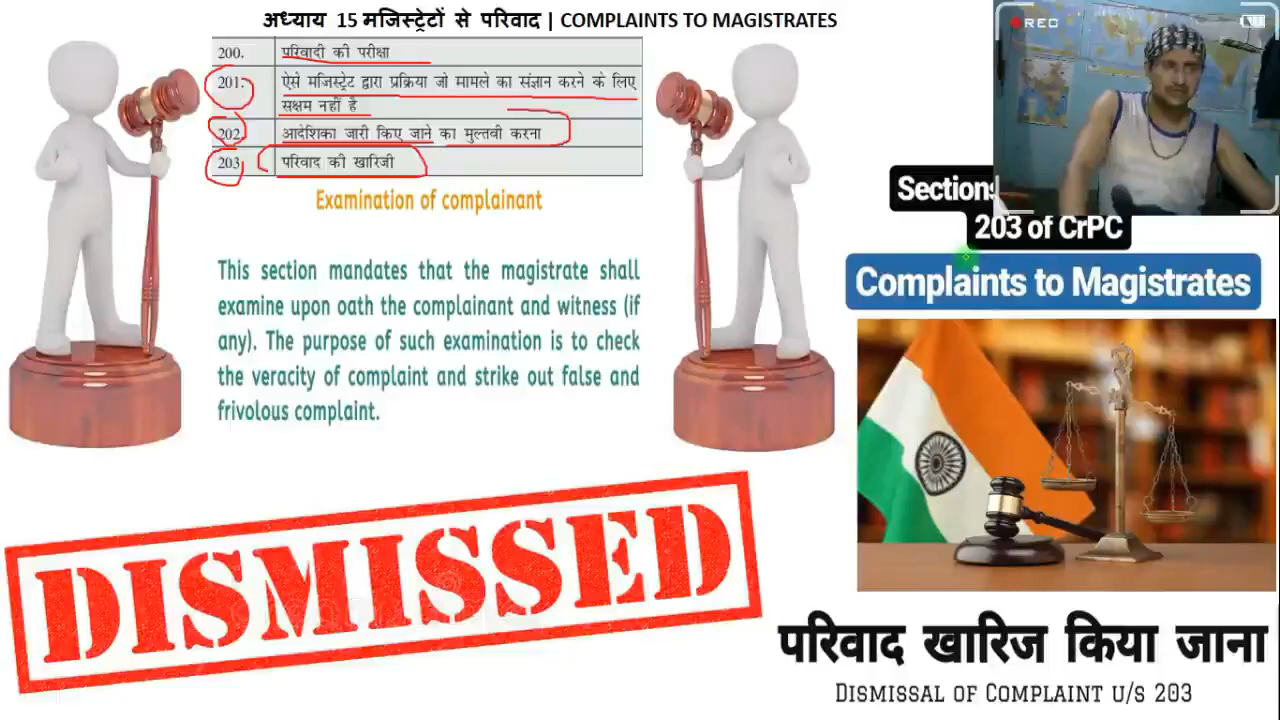 अध्याय 15 मजिस्ट्रेटों से परिवाद | COMPLAINTS TO MAGISTRATES
REC
200. परिवादी की परीक्षा
201. ऐसे मजिस्ट्रेट द्वारा प्रक्रिया जो मामले का संज्ञान करने के लिए
सक्षम नहीं है
202. आदेशिका जारी किए जाने का मुल्तवी करना
203 परिवाद की खारिजी
Examination of complainant
This section mandates that the magistrate shall
examine upon oath the complainant and witness (if
any). The purpose of such examination is to check
the veracity of complaint and strike out false and
frivolous complaint.
Sections
203 of CrPC
Complaints to Magistrates
DISMISSED
परिवाद खारिज किया जाना
DISMISSAL OF COMPLAINT U/S 203